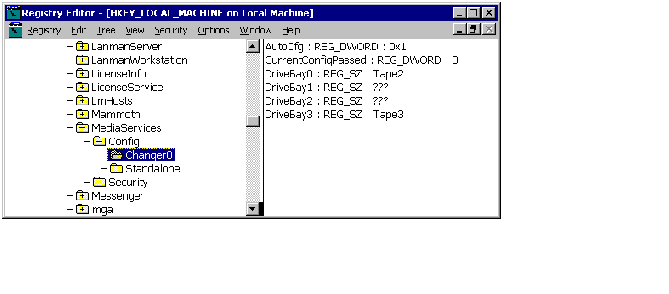 Registry Editor - [HKEY_LOCAL_MACHINE on Local Machine]
Registry Edit Tree View Security Options Window Help
LanmanServer
LanmanWorkstation
LicenseInfo
LicenseService
LmHosts
Mammoth
MediaServices
Config
Changer0
Standalone
Security
Messenger
mga
AutoCfg : REG_DWORD : 0x1
CurrentConfigPassed : REG_DWORD : 0
DriveBay0 : REG_SZ : Tape2
DriveBay1 : REG_SZ : ???
DriveBay2 : REG_SZ : ???
DriveBay3 : REG_SZ : Tape3